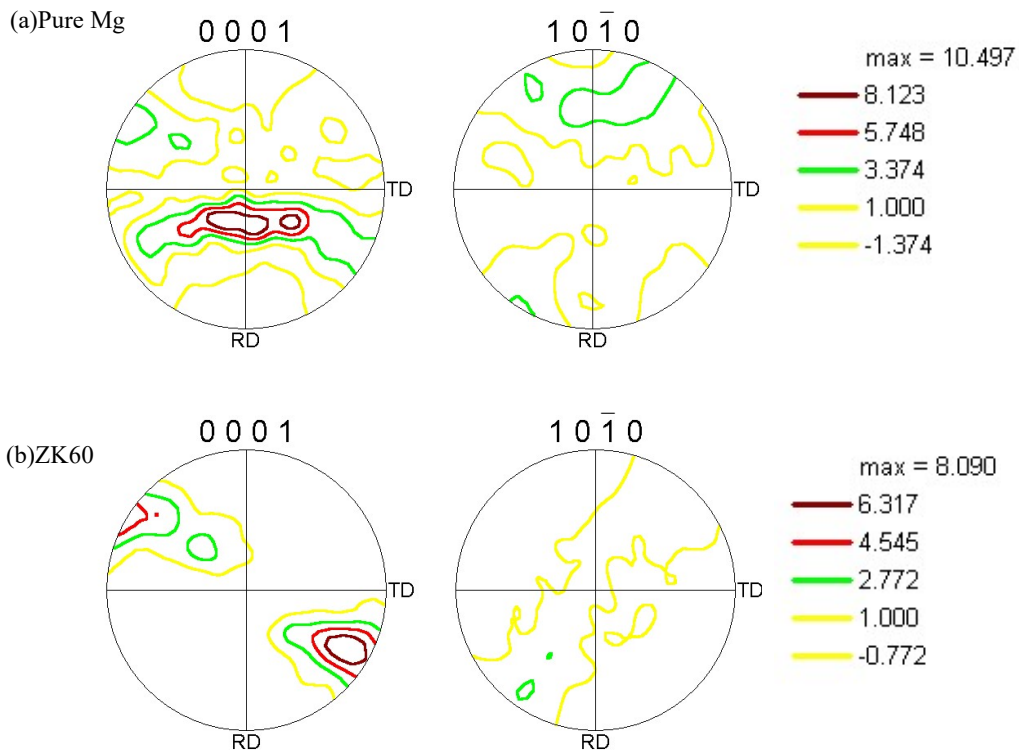 (a)Pure Mg
0 0 0 1
1 0 1̅ 0
TD
RD
TD
RD
max = 10.497
8.123
5.748
3.374
1.000
-1.374
(b)ZK60
0 0 0 1
1 0 1̅ 0
TD
RD
TD
RD
max = 8.090
6.317
4.545
2.772
1.000
-0.772